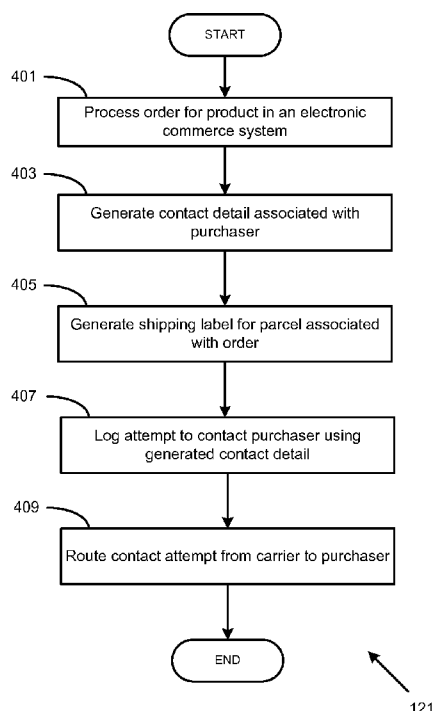 START
401
Process order for product in an electronic
commerce system
403
Generate contact detail associated with
purchaser
405
Generate shipping label for parcel associated
with order
407
Log attempt to contact purchaser using
generated contact detail
409
Route contact attempt from carrier to purchaser
END
121